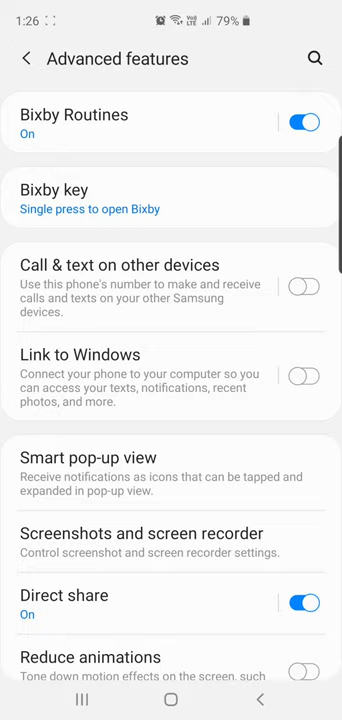 1:26
79%
Advanced features
Bixby Routines
On
Bixby key
Single press to open Bixby
Call & text on other devices
Use this phone's number to make and receive
calls and texts on your other Samsung
devices.
Link to Windows
Connect your phone to your computer so you
can access your texts, notifications, recent
photos, and more.
Smart pop-up view
Receive notifications as icons that can be tapped and
expanded in pop-up view.
Screenshots and screen recorder
Control screenshot and screen recorder settings.
Direct share
On
Reduce animations
Tone down motion effects on the screen, such